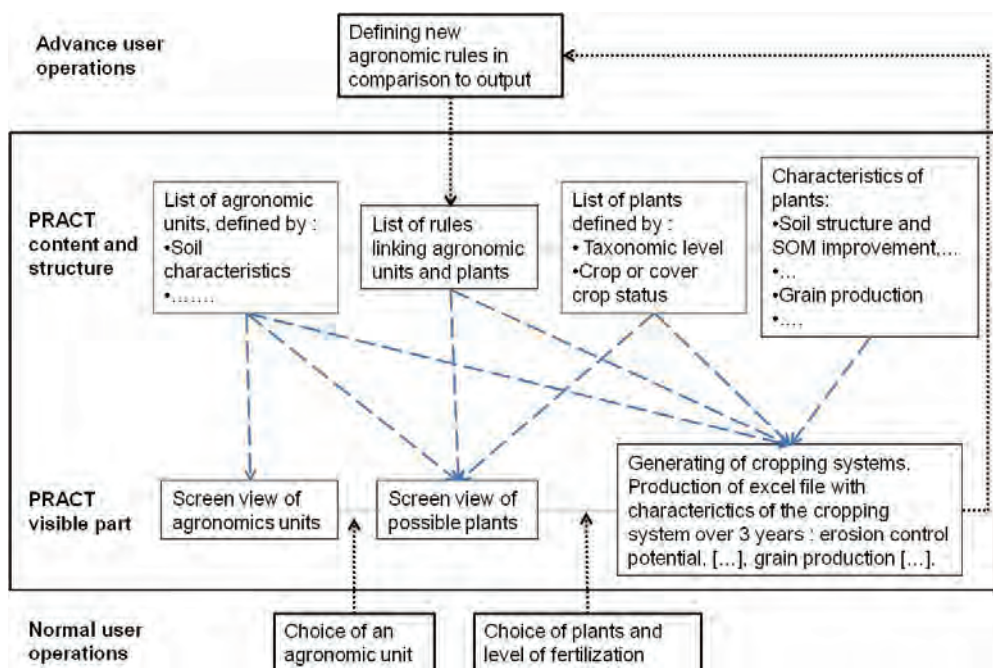 Advance user
operations
Defining new
agronomic rules in
comparison to output
PRACT
content and
structure
List of agronomic
units, defined by :
•Soil
characteristics
•…….
List of rules
linking agronomic
units and plants
List of plants
defined by :
• Taxonomic level
•Crop or cover
crop status
Characteristics of
plants:
•Soil structure and
SOM improvement,…
•…
•Grain production
•….
PRACT
visible part
Screen view of
agronomics units
Screen view of
possible plants
Generating of cropping systems.
Production of excel file with
characterictics of the cropping
system over 3 years : erosion control
potential, […], grain production […].
Normal user
operations
Choice of an
agronomic unit
Choice of plants and
level of fertilization